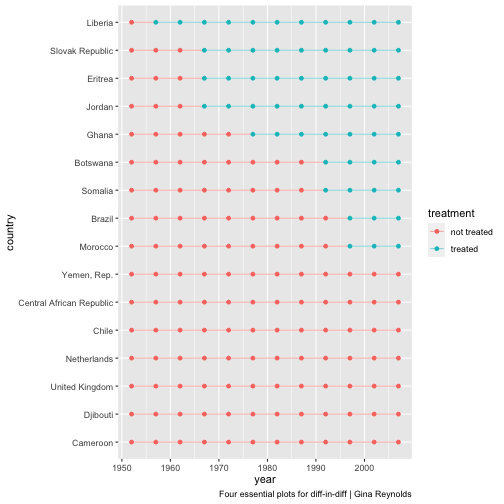 Liberia
Slovak Republic
Eritrea
Jordan
Ghana
Botswana
Somalia
Brazil
Morocco
Yemen, Rep.
Central African Republic
Chile
Netherlands
United Kingdom
Djibouti
Cameroon
country
1950 1960 1970 1980 1990 2000
year
treatment
not treated
treated
Four essential plots for diff-in-diff | Gina Reynolds